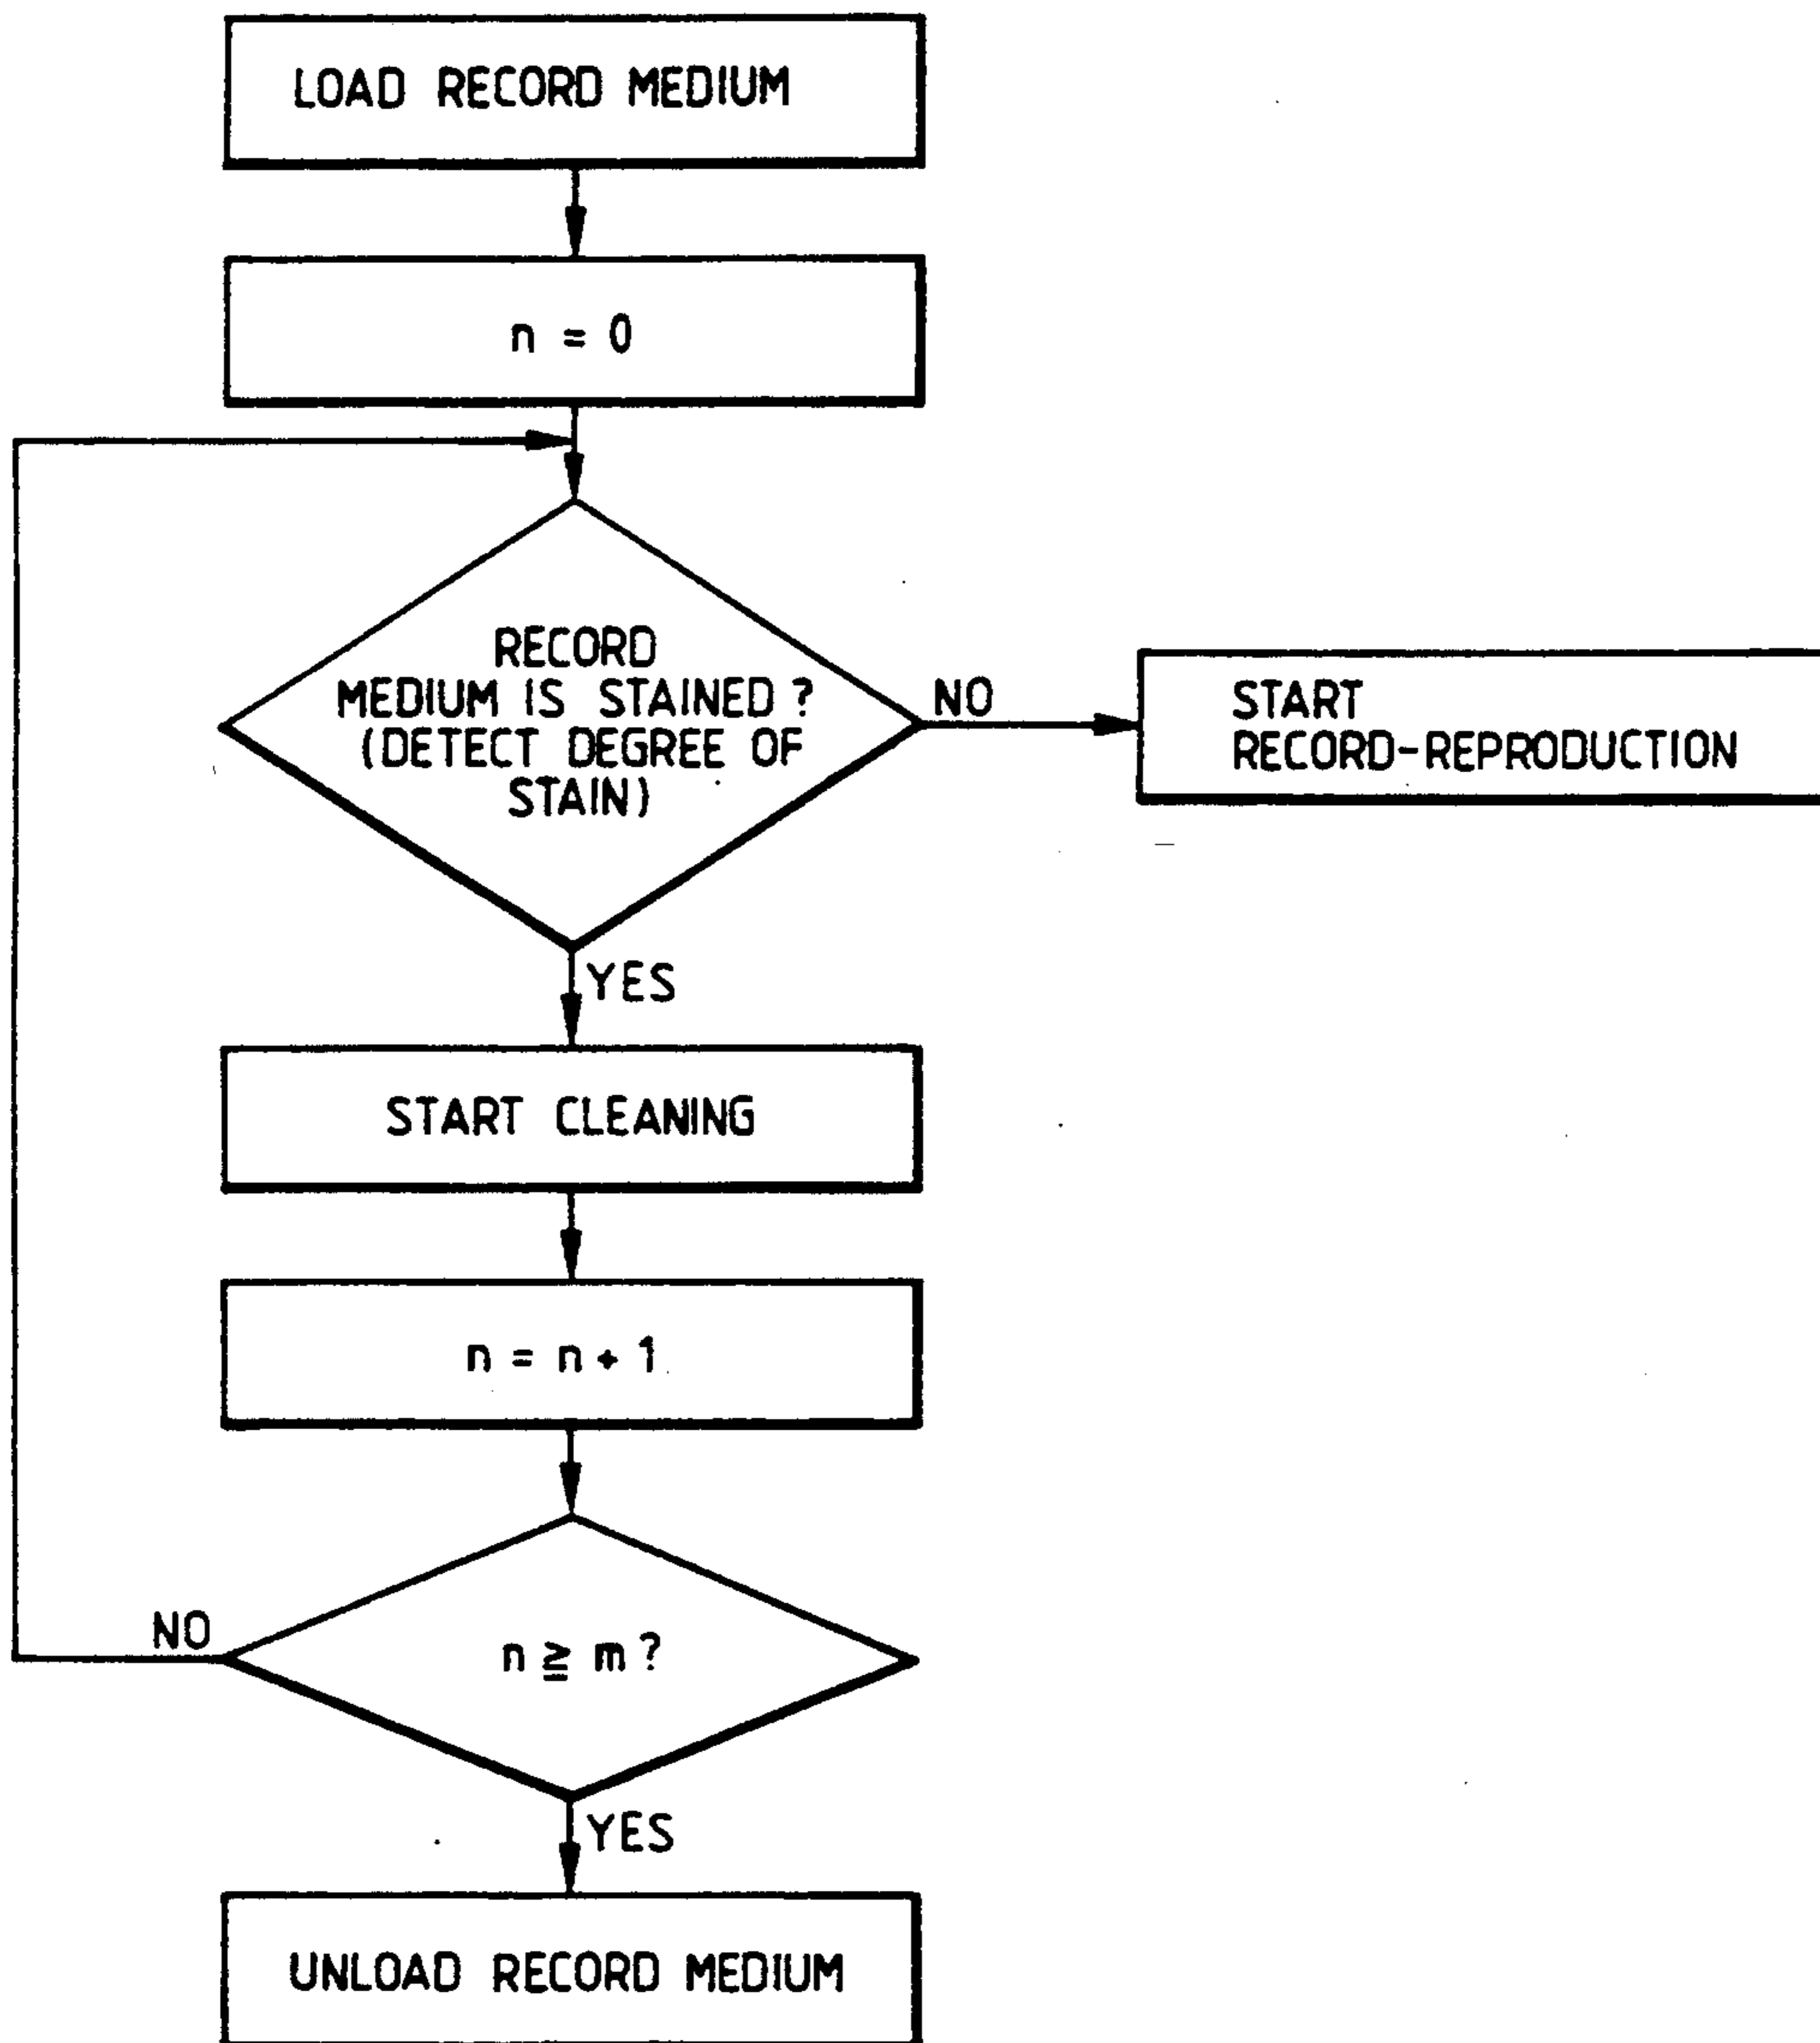 LOAD RECORD MEDIUM
n = 0
RECORD
MEDIUM IS STAINED ?
(DETECT DEGREE OF
STAIN)
NO
START
RECORD-REPRODUCTION
YES
START CLEANING
n = n + 1
NO
n ≧ m ?
YES
UNLOAD RECORD MEDIUM